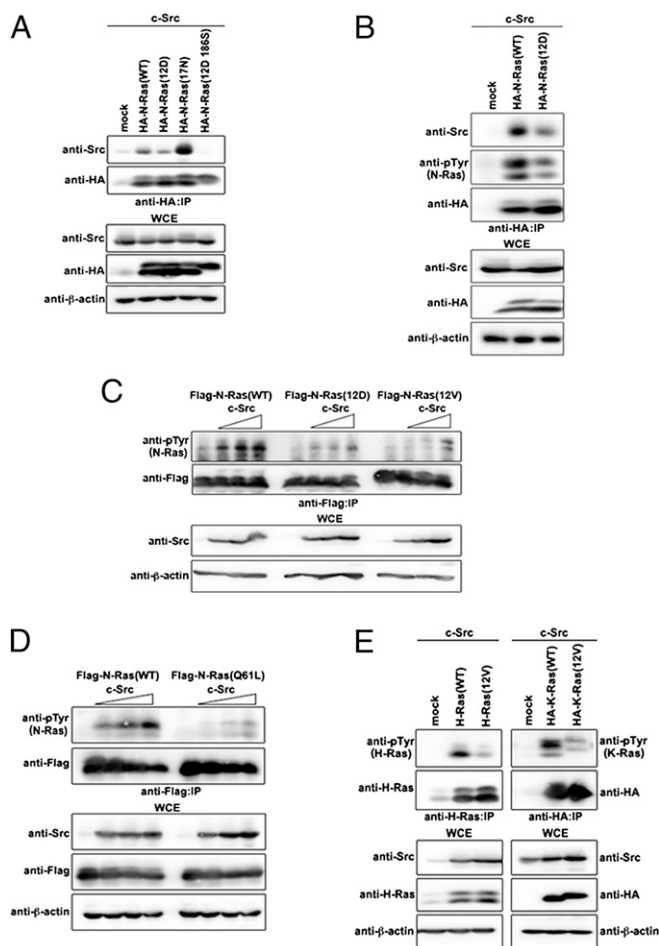 A
c-Src
mock
HA-N-Ras(WT)
HA-N-Ras(12D)
HA-N-Ras(17N)
HA-N-Ras(12D 186S)
anti-Src
anti-HA
anti-HA:IP
WCE
anti-Src
anti-HA
anti-β-actin
B
c-Src
mock
HA-N-Ras(WT)
HA-N-Ras(12D)
anti-Src
anti-pTyr
(N-Ras)
anti-HA
anti-HA:IP
WCE
anti-Src
anti-HA
anti-β-actin
C
Flag-N-Ras(WT) Flag-N-Ras(12D) Flag-N-Ras(12V)
c-Src c-Src c-Src
anti-pTyr
(N-Ras)
anti-Flag
anti-Flag:IP
WCE
anti-Src
anti-β-actin
D
Flag-N-Ras(WT) Flag-N-Ras(Q61L)
c-Src c-Src
anti-pTyr
(N-Ras)
anti-Flag
anti-Flag:IP
WCE
anti-Src
anti-Flag
anti-β-actin
E
c-Src c-Src
mock
H-Ras(WT)
H-Ras(12V)
mock
HA-K-Ras(WT)
HA-K-Ras(12V)
anti-pTyr
(H-Ras)
anti-pTyr
(K-Ras)
anti-H-Ras anti-HA
anti-H-Ras:IP anti-HA:IP
WCE WCE
anti-Src anti-Src
anti-H-Ras anti-HA
anti-β-actin anti-β-actin